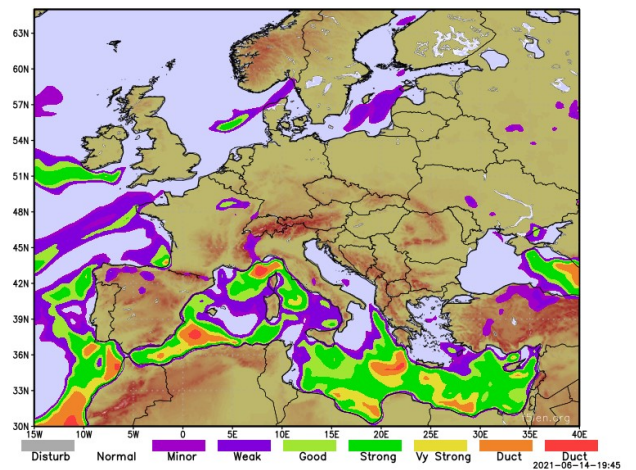 63N
60N
57N
54N
51N
48N
45N
42N
39N
36N
33N
30N
15W 10W 5W 0 5E 10E 15E 20E 25E 30E 35E 40E
Disturb Normal Minor Weak Good Strong Vy Strong Duct Duct
2021-06-14-19:45